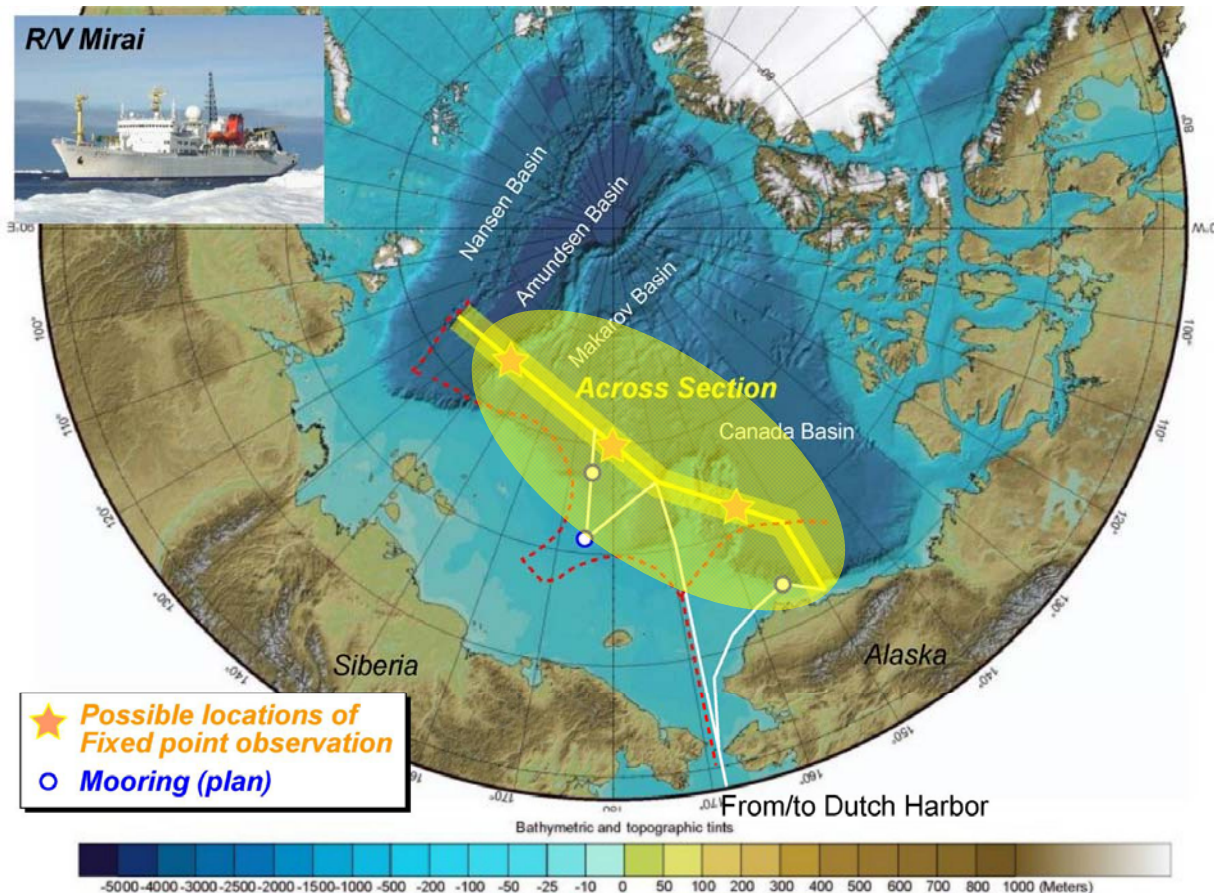 R/V Mirai
80°
Nansen Basin
Amundsen Basin
Makarov Basin
Across Section
Canada Basin
100°
110°
120°
130°
100°
110°
120°
130°
140°
150°
160°
170°
180
170°
Siberia
Alaska
Possible locations of
Fixed point observation
Mooring (plan)
From/to Dutch Harbor
Bathymetric and topographic tints
-5000 -4000 -3000 -2500 -2000 -1500 -1000 -500 -200 -100 -50 -25 -10 0 50 100 200 300 400 500 600 700 800 1000 (Meters)